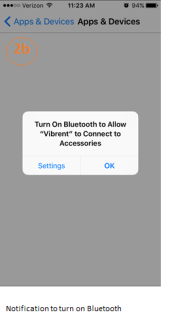 Verizon 11:23 AM 94%
Apps & Devices Apps & Devices
2b
Turn On Bluetooth to Allow
“Vibrent” to Connect to
Accessories
Settings OK
Notification to turn on Bluetooth